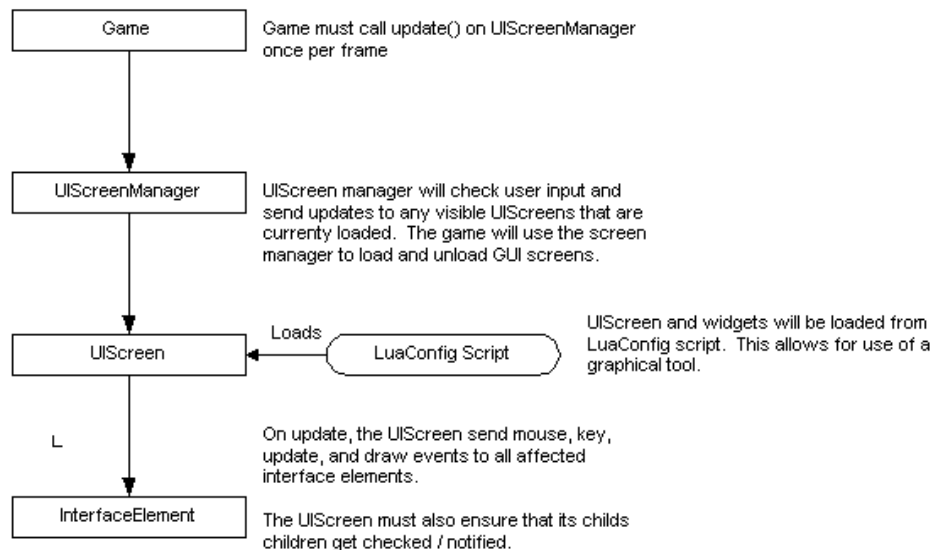 Game
Game must call update() on UIScreenManager
once per frame
UIScreenManager
UIScreen manager will check user input and
send updates to any visible UIScreens that are
currently loaded. The game will use the screen
manager to load and unload GUI screens.
UIScreen
Loads
LuaConfig Script
UIScreen and widgets will be loaded from
LuaConfig script. This allows for use of a
graphical tool.
On update, the UIScreen send mouse, key,
update, and draw events to all affected
interface elements.
InterfaceElement
The UIScreen must also ensure that its childs
children get checked / notified.